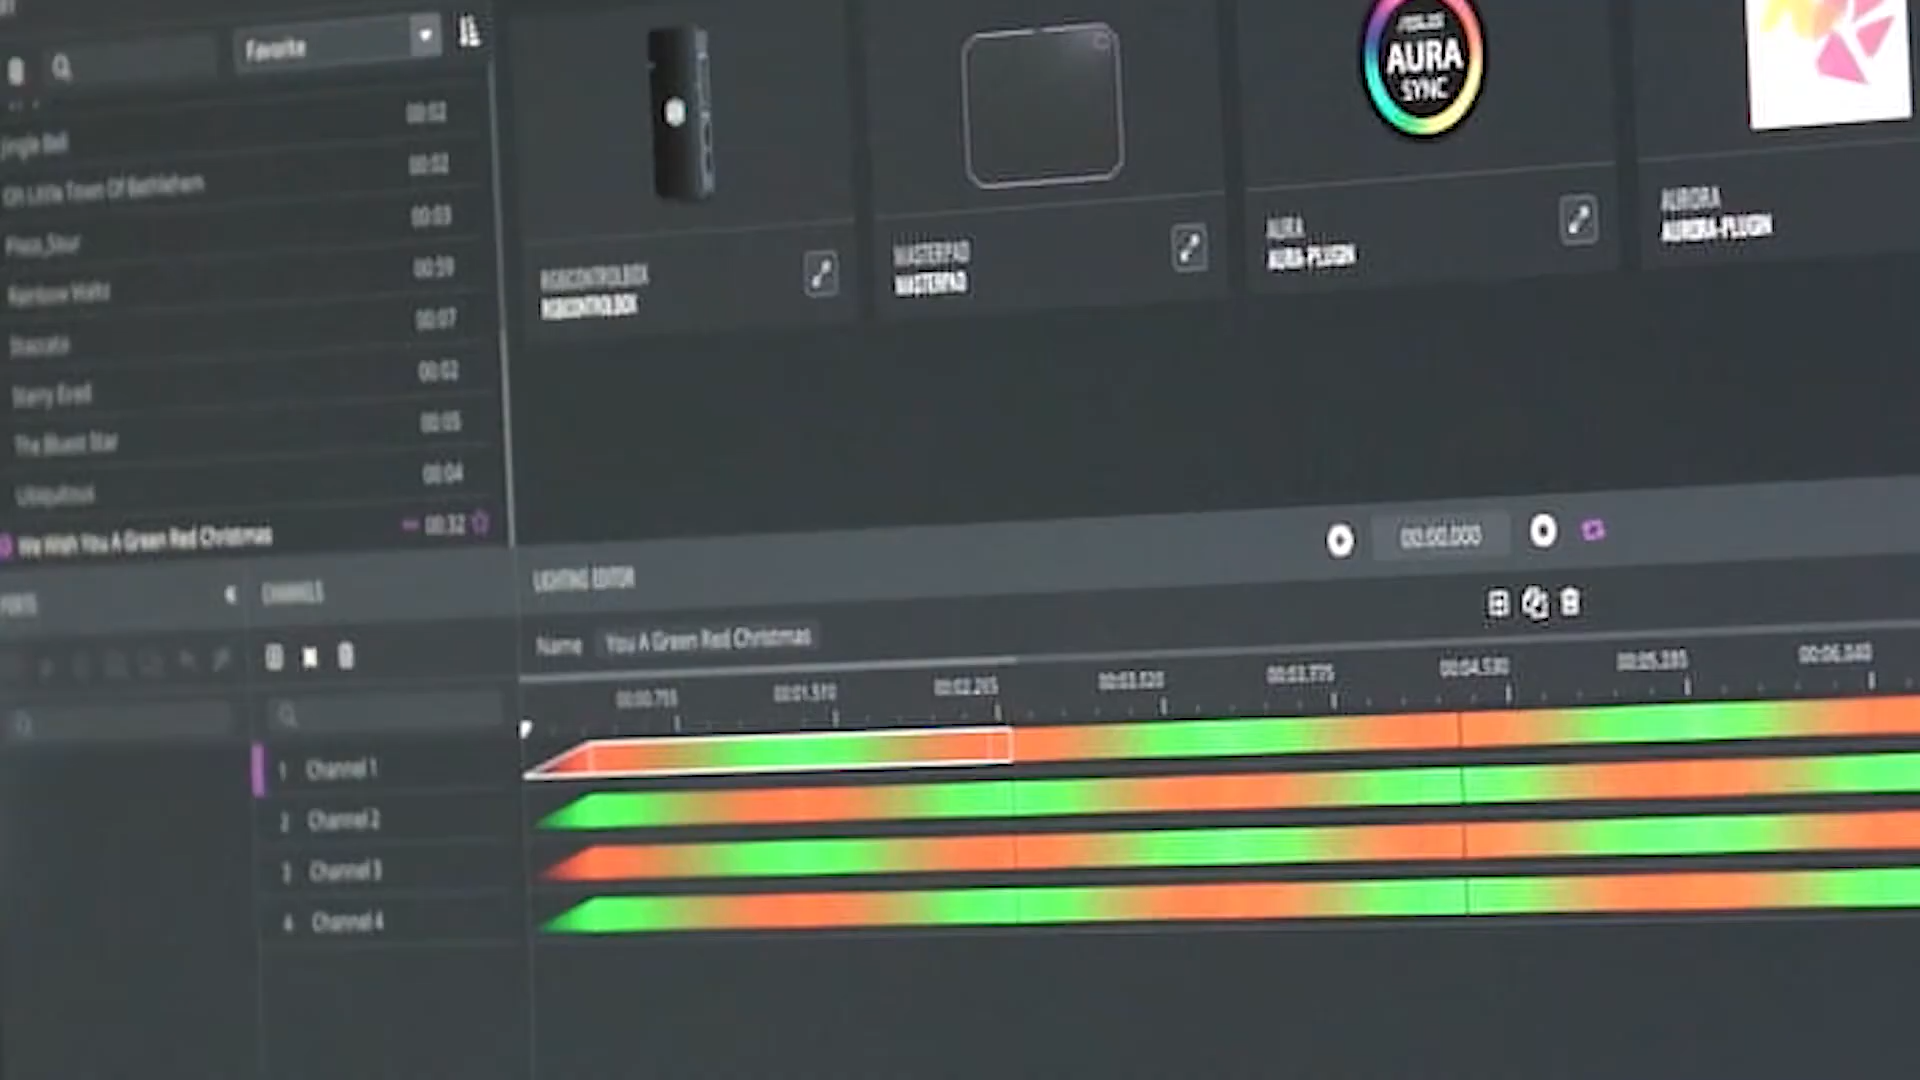 Favorite
00:02
Jingle Bell
00:02
Oh Little Town Of Bethlehem
00:03
Pisco_Sour
00:59
Rainbow Waltz
00:07
Staccato
00:02
Starry Eyed
00:05
The Bluest Star
00:04
Ubiquitous
We Wish You A Green Red Christmas
00:32
RGBCONTROLBOX
RGBCONTROLBOX
MASTERPAD
MASTERPAD
AURA
SYNC
AURA
AURA-PLUGIN
AURORA
AURORA-PLUGIN
PORTS
CHANNELS
LIGHTING EDITOR
00:00.000
Name
You A Green Red Christmas
00:00.755
00:01.510
00:02.265
00:03.020
00:03.775
00:04.530
00:05.285
00:06.040
1 Channel 1
2 Channel 2
3 Channel 3
4 Channel 4